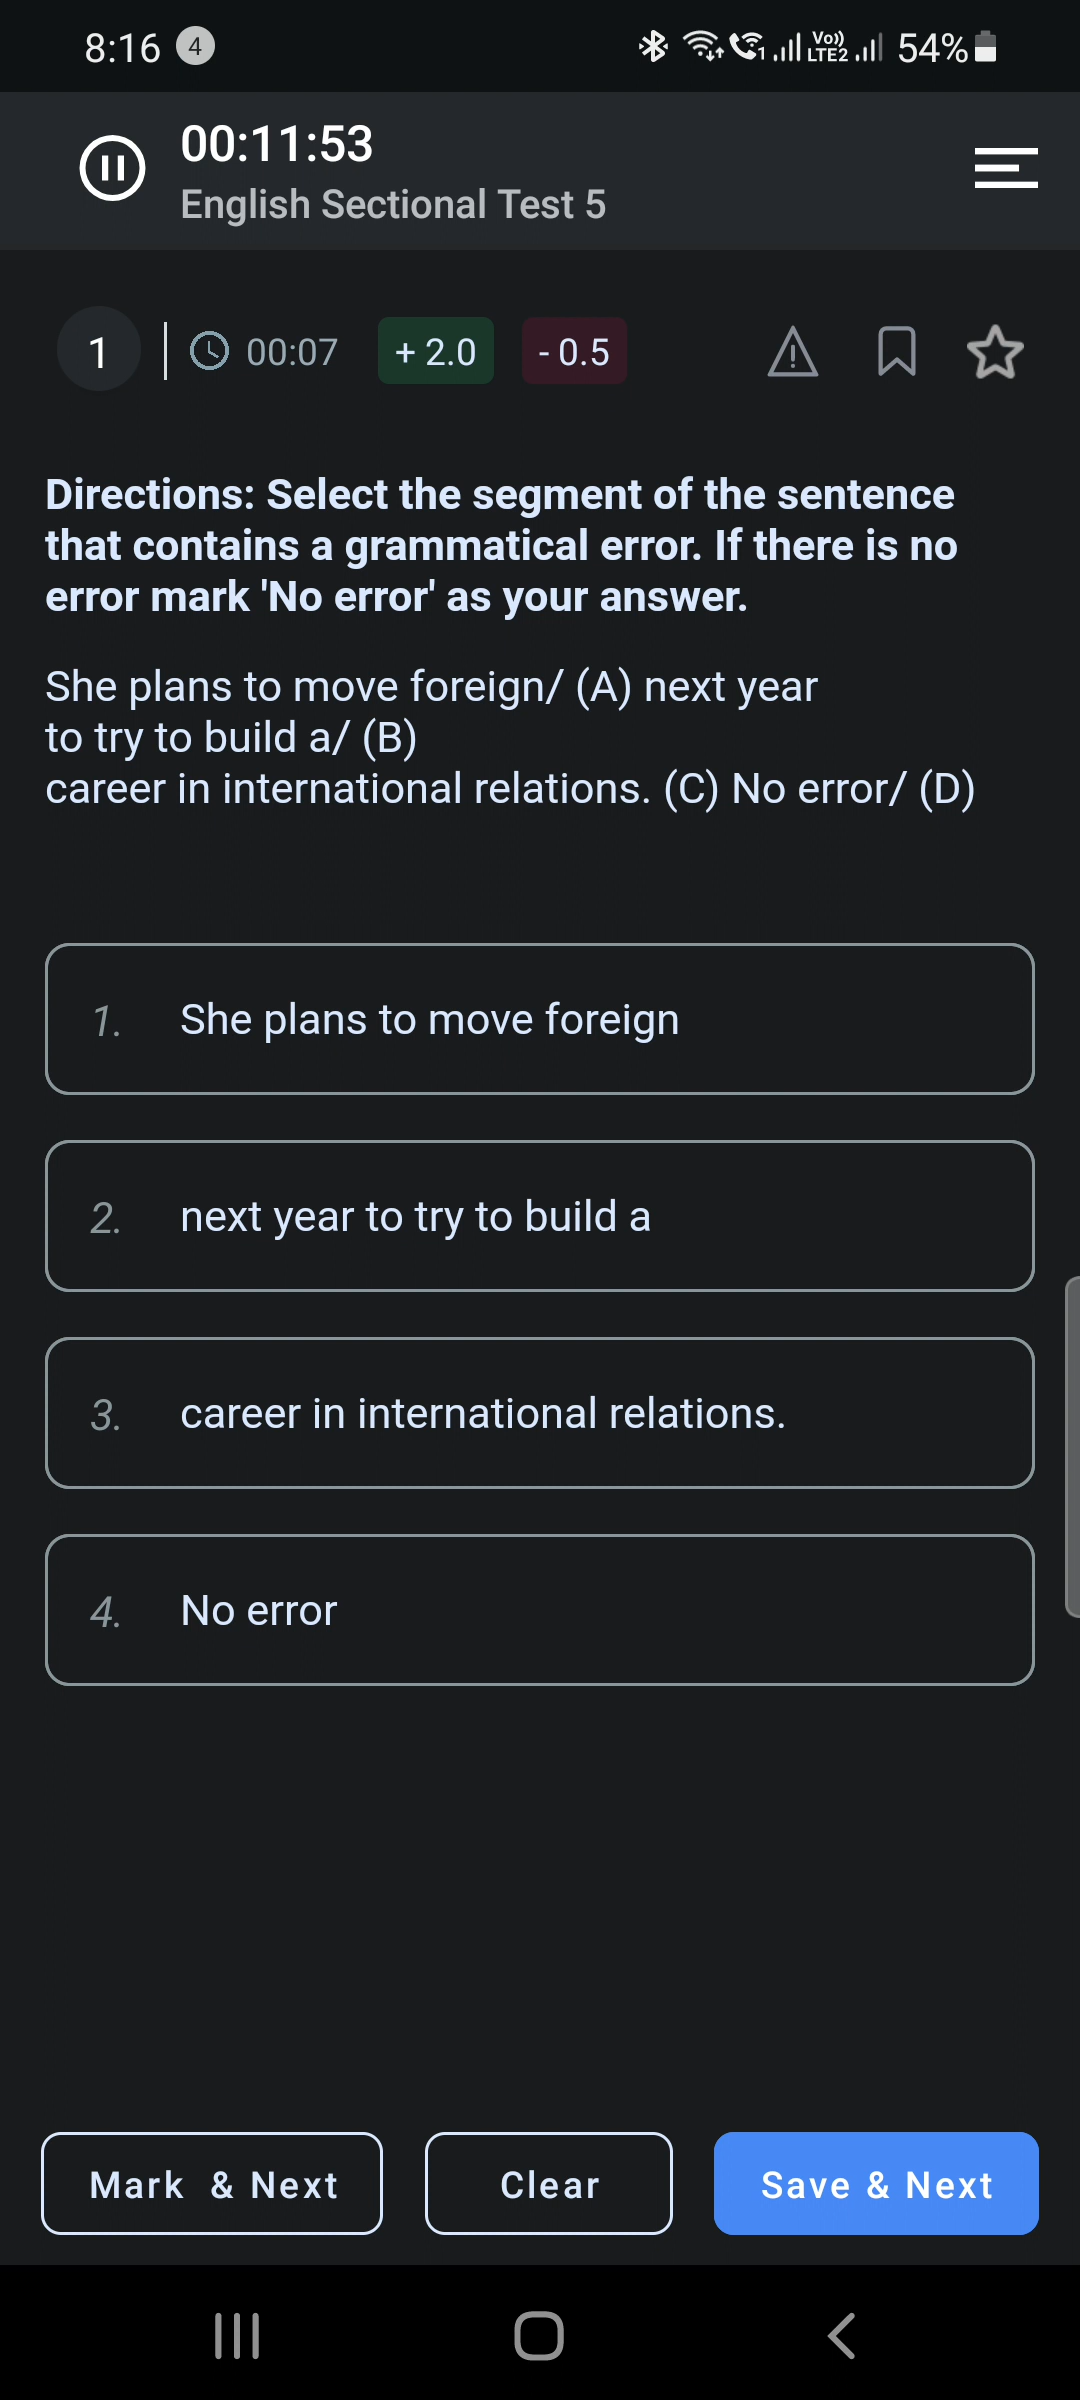 8:16 4 1 Vo)) LTE2 54%
00:11:53
English Sectional Test 5
1 00:07 + 2.0 - 0.5
Directions: Select the segment of the sentence
that contains a grammatical error. If there is no
error mark 'No error' as your answer.
She plans to move foreign/ (A) next year
to try to build a/ (B)
career in international relations. (C) No error/ (D)
1. She plans to move foreign
2. next year to try to build a
3. career in international relations.
4. No error
Mark & Next Clear Save & Next